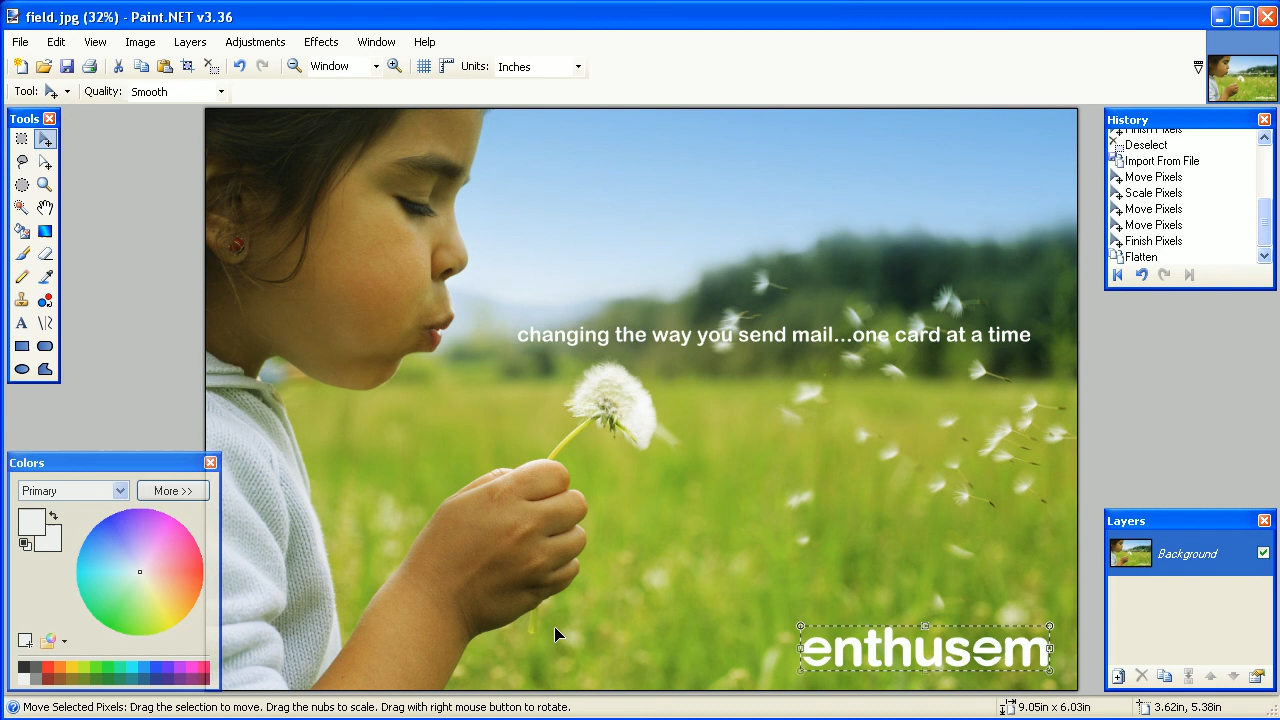 field.jpg (32%) - Paint.NET v3.36
File Edit View Image Layers Adjustments Effects Window Help
Window Units: Inches
Tool: Quality: Smooth
Tools
History
Finish Pixels
Deselect
Import From File
Move Pixels
Scale Pixels
Move Pixels
Move Pixels
Finish Pixels
Flatten
changing the way you send mail...one card at a time
Colors
Primary More >>
Layers
Background
enthusem
Move Selected Pixels: Drag the selection to move. Drag the nubs to scale. Drag with right mouse button to rotate. 9.05in x 6.03in 3.62in, 5.38in